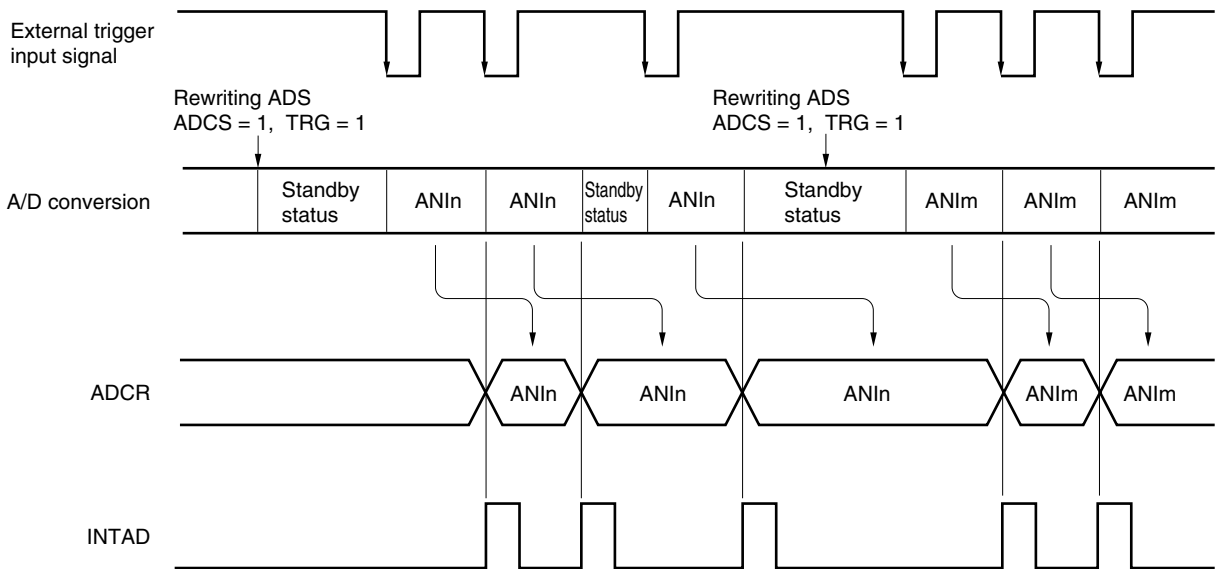 External trigger
input signal
Rewriting ADS
ADCS = 1, TRG = 1
Rewriting ADS
ADCS = 1, TRG = 1
A/D conversion
Standby
status
ANIn
ANIn
Standby
status
ANIn
Standby
status
ANIm
ANIm
ANIm
ADCR
ANIn
ANIn
ANIn
ANIm
ANIm
INTAD